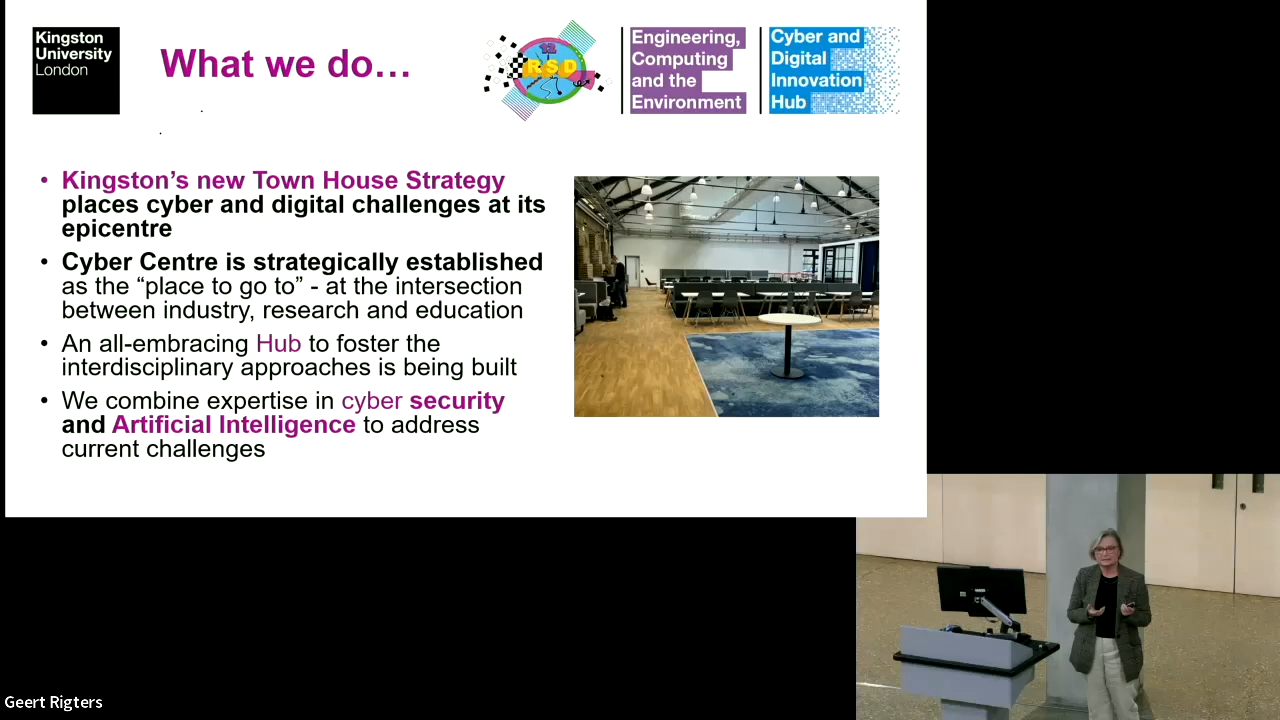 Kingston
University
London
What we do…
12
RSD
Engineering,
Computing
and the
Environment
Cyber and
Digital
Innovation
Hub
• Kingston’s new Town House Strategy
places cyber and digital challenges at its
epicentre
• Cyber Centre is strategically established
as the “place to go to” - at the intersection
between industry, research and education
• An all-embracing Hub to foster the
interdisciplinary approaches is being built
• We combine expertise in cyber security
and Artificial Intelligence to address
current challenges
Geert Rigters